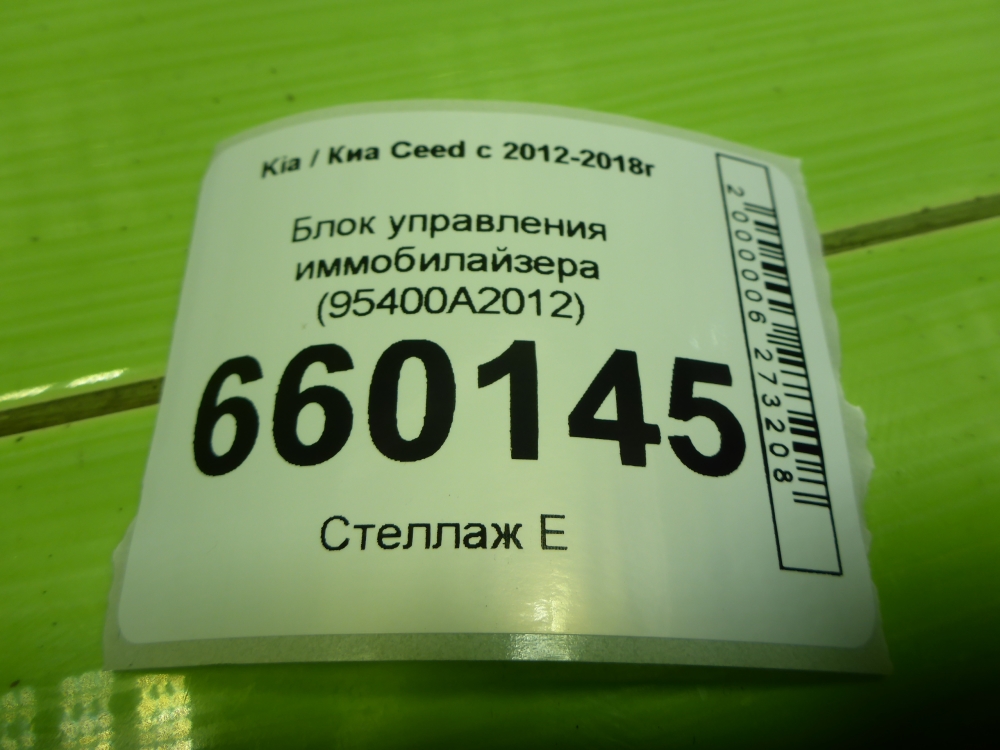 Kia / Киа Ceed с 2012-2018г
Блок управления
иммобилайзера
(95400A2012)
660145
Стеллаж Е
2000006273208